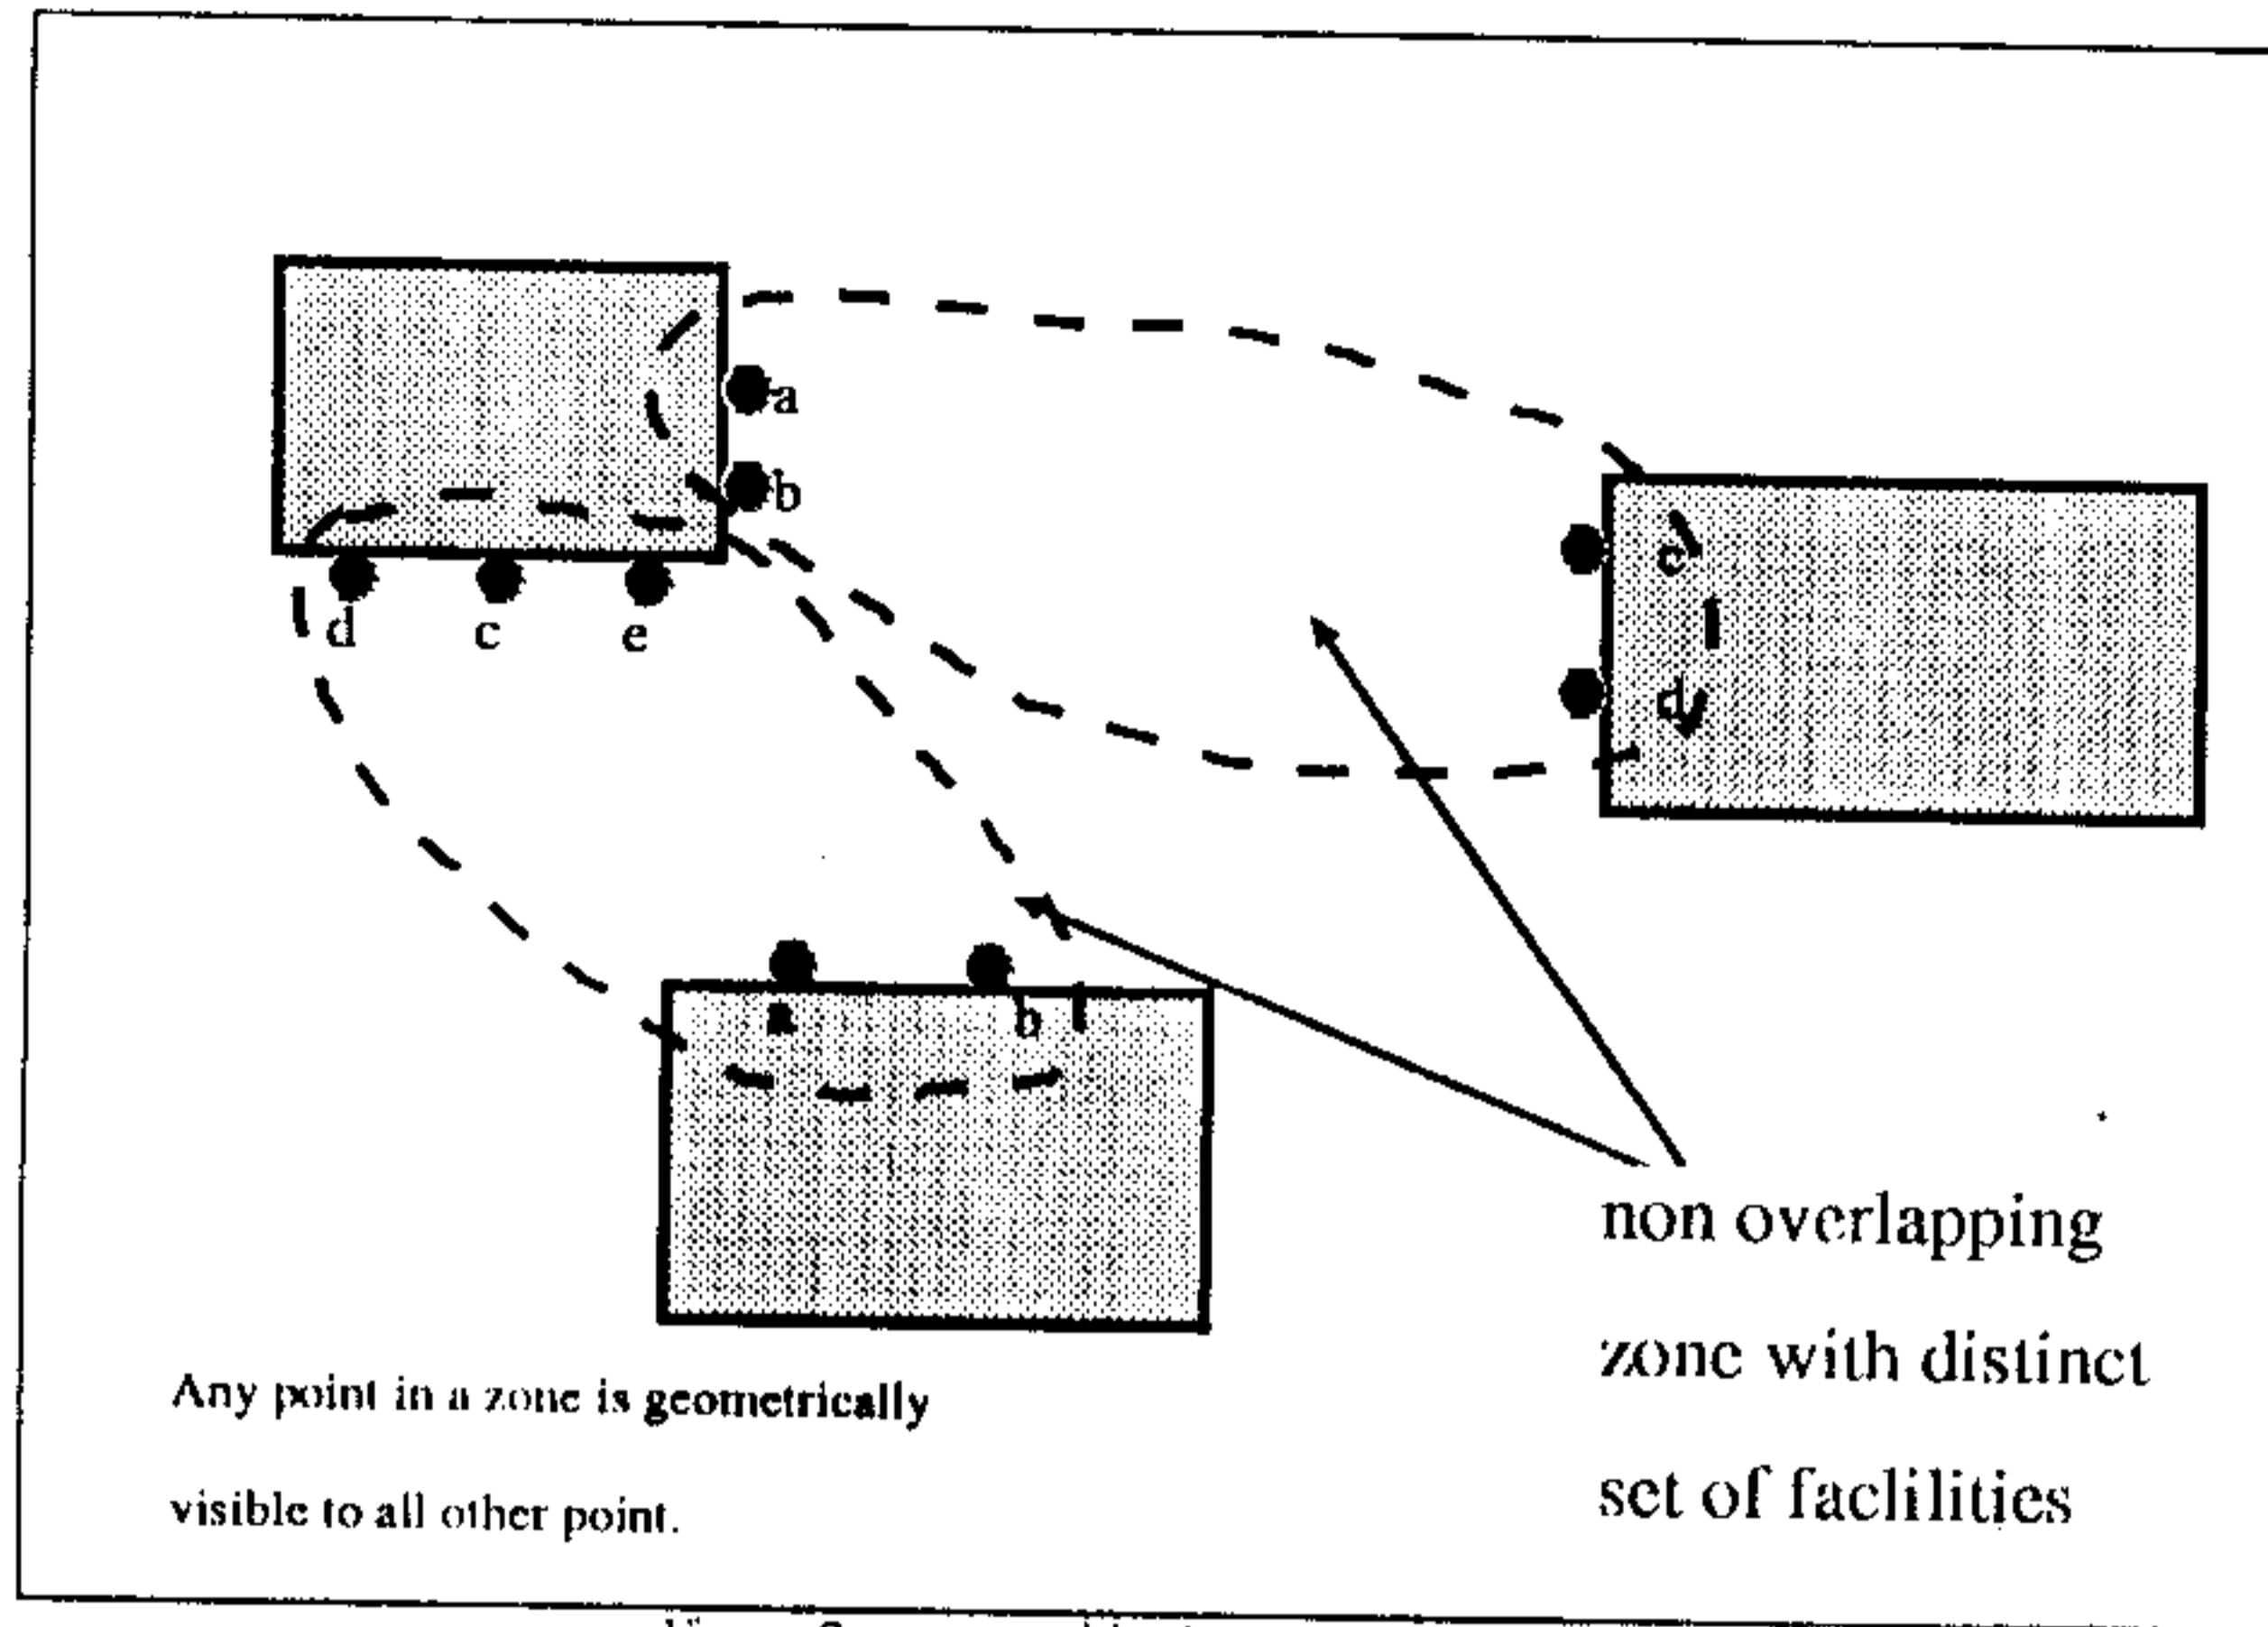 a
b
c
d
d c e
b
non overlapping
zone with distinct
set of faclilities
Any point in a zone is geometrically
visible to all other point.